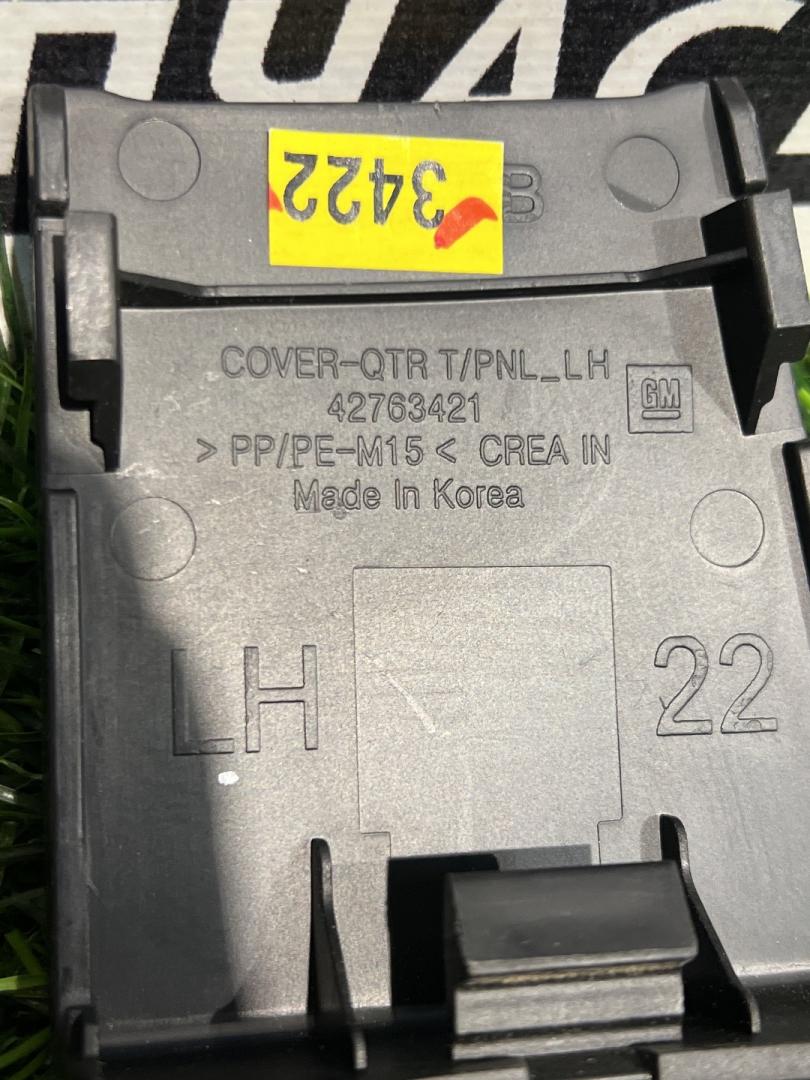 3422
B
COVER-QTR T/PNL_LH
42763421
GM
> PP/PE-M15 < CREA IN
Made In Korea
LH
22